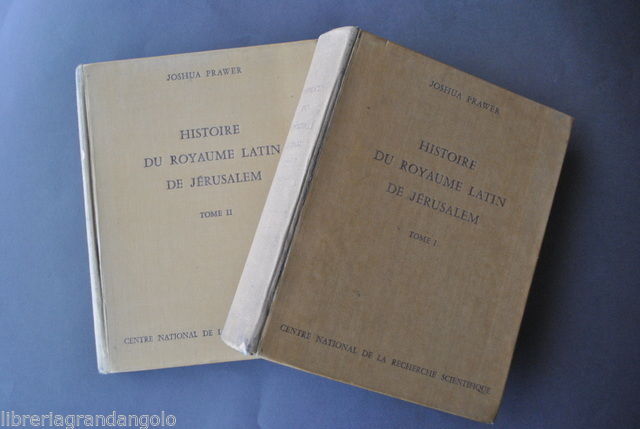 JOSHUA PRAWER
HISTOIRE
DU ROYAUME LATIN
DE JÉRUSALEM
TOME II
CENTRE NATIONAL DE L
JOSHUA PRAWER
HISTOIRE
DU ROYAUME LATIN
DE JÉRUSALEM
TOME I
CENTRE NATIONAL DE LA RECHERCHE SCIENTIFIQUE
libreriagrandangolo